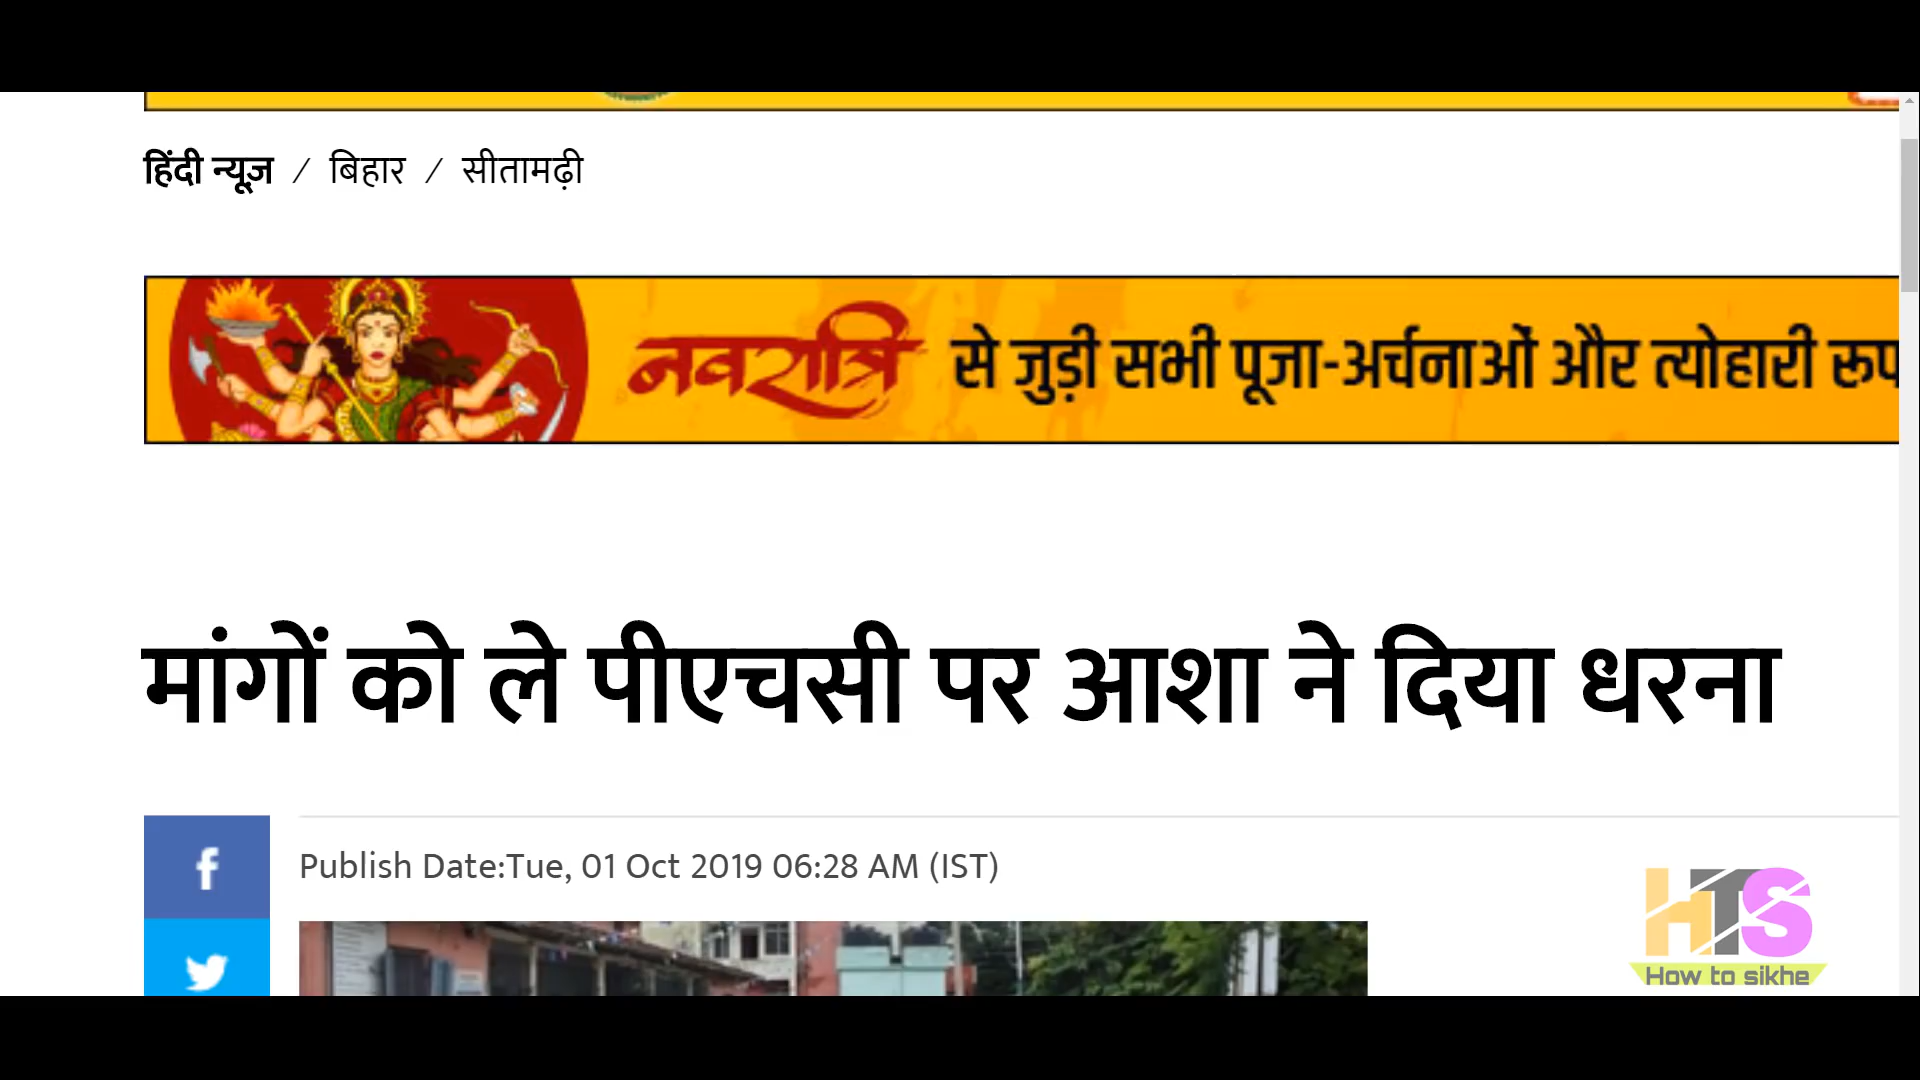 हिंदी न्यूज़ / बिहार / सीतामढ़ी
नवरात्रि से जुड़ी सभी पूजा-अर्चनाओं और त्योहारी रूप
मांगों को ले पीएचसी पर आशा ने दिया धरना
f
Publish Date:Tue, 01 Oct 2019 06:28 AM (IST)
HTS
How to sikhe